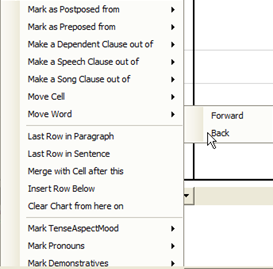 Mark as Postposed from
Mark as Preposed from
Make a Dependent Clause out of
Make a Speech Clause out of
Make a Song Clause out of
Move Cell
Move Word
Forward
Back
Last Row in Paragraph
Last Row in Sentence
Merge with Cell after this
Insert Row Below
Clear Chart from here on
Mark TenseAspectMood
Mark Pronouns
Mark Demonstratives